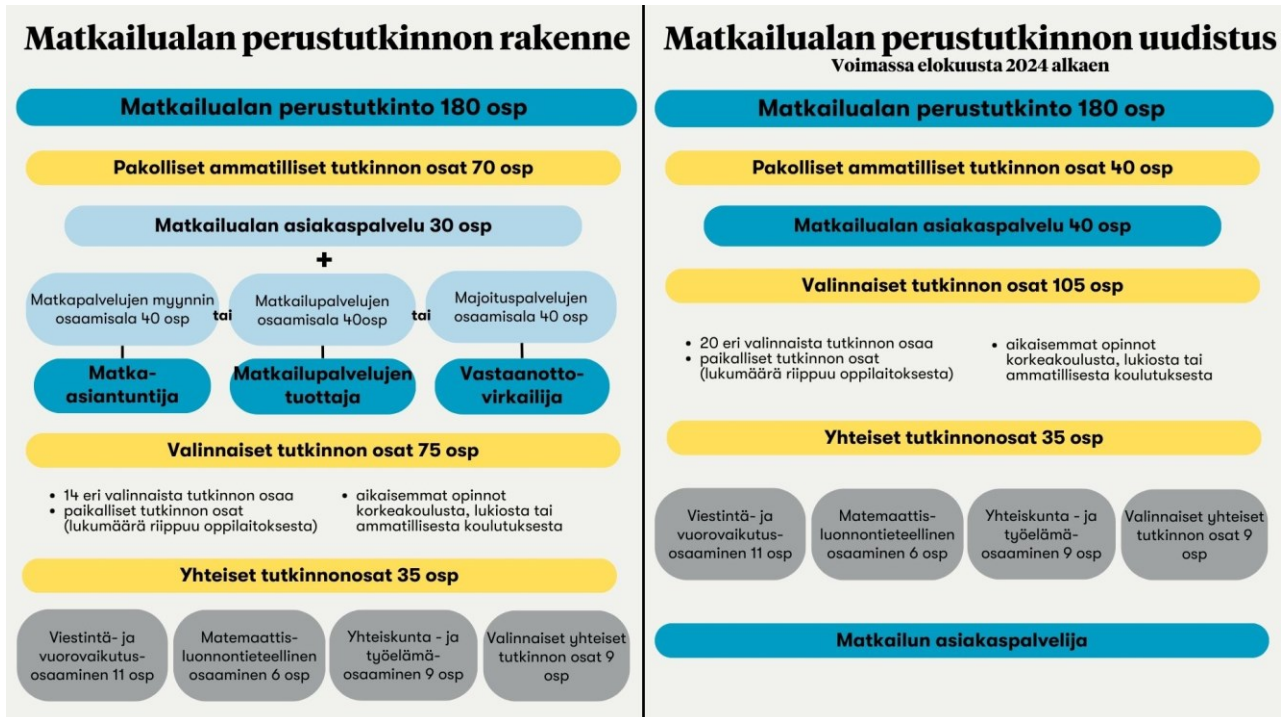 Matkailualan perustutkinnon rakenne
Matkailualan perustutkinto 180 osp
Pakolliset ammatilliset tutkinnon osat 70 osp
Matkailualan asiakaspalvelu 30 osp
+
Matkapalvelujen myynnin
osaamisala 40 osp
tai
Matkailupalvelujen
osaamisala 40osp
tai
Majoituspalvelujen
osaamisala 40 osp
Matka-
asiantuntija
Matkailupalvelujen
tuottaja
Vastaanotto-
virkailija
Valinnaiset tutkinnon osat 75 osp
• 14 eri valinnaista tutkinnon osaa
• paikalliset tutkinnon osat
(lukumäärä riippuu oppilaitoksesta)
• aikaisemmat opinnot
korkeakoulusta, lukiosta tai
ammatillisesta koulutuksesta
Yhteiset tutkinnonosat 35 osp
Viestintä- ja
vuorovaikutus-
osaaminen 11 osp
Matemaattis-
luonnontieteellinen
osaaminen 6 osp
Yhteiskunta - ja
työelämä-
osaaminen 9 osp
Valinnaiset yhteiset
tutkinnon osat 9
osp
Matkailualan perustutkinnon uudistus
Voimassa elokuusta 2024 alkaen
Matkailualan perustutkinto 180 osp
Pakolliset ammatilliset tutkinnon osat 40 osp
Matkailualan asiakaspalvelu 40 osp
Valinnaiset tutkinnon osat 105 osp
• 20 eri valinnaista tutkinnon osaa
• paikalliset tutkinnon osat
(lukumäärä riippuu oppilaitoksesta)
• aikaisemmat opinnot
korkeakoulusta, lukiosta tai
ammatillisesta koulutuksesta
Yhteiset tutkinnonosat 35 osp
Viestintä- ja
vuorovaikutus-
osaaminen 11 osp
Matemaattis-
luonnontieteellinen
osaaminen 6 osp
Yhteiskunta - ja
työelämä-
osaaminen 9 osp
Valinnaiset yhteiset
tutkinnon osat 9
osp
Matkailun asiakaspalvelija